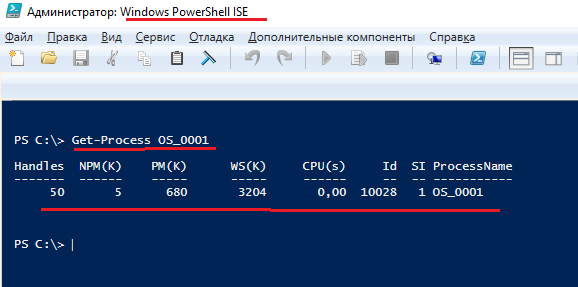 Администратор: Windows PowerShell ISE
Файл Правка Вид Сервис Отладка Дополнительные компоненты Справка
PS C:\> Get-Process OS_0001
Handles NPM(K) PM(K) WS(K) CPU(s) Id SI ProcessName
------- ------ ----- ----- ------ -- -- -----------
50 5 680 3204 0,00 10028 1 OS_0001
PS C:\>